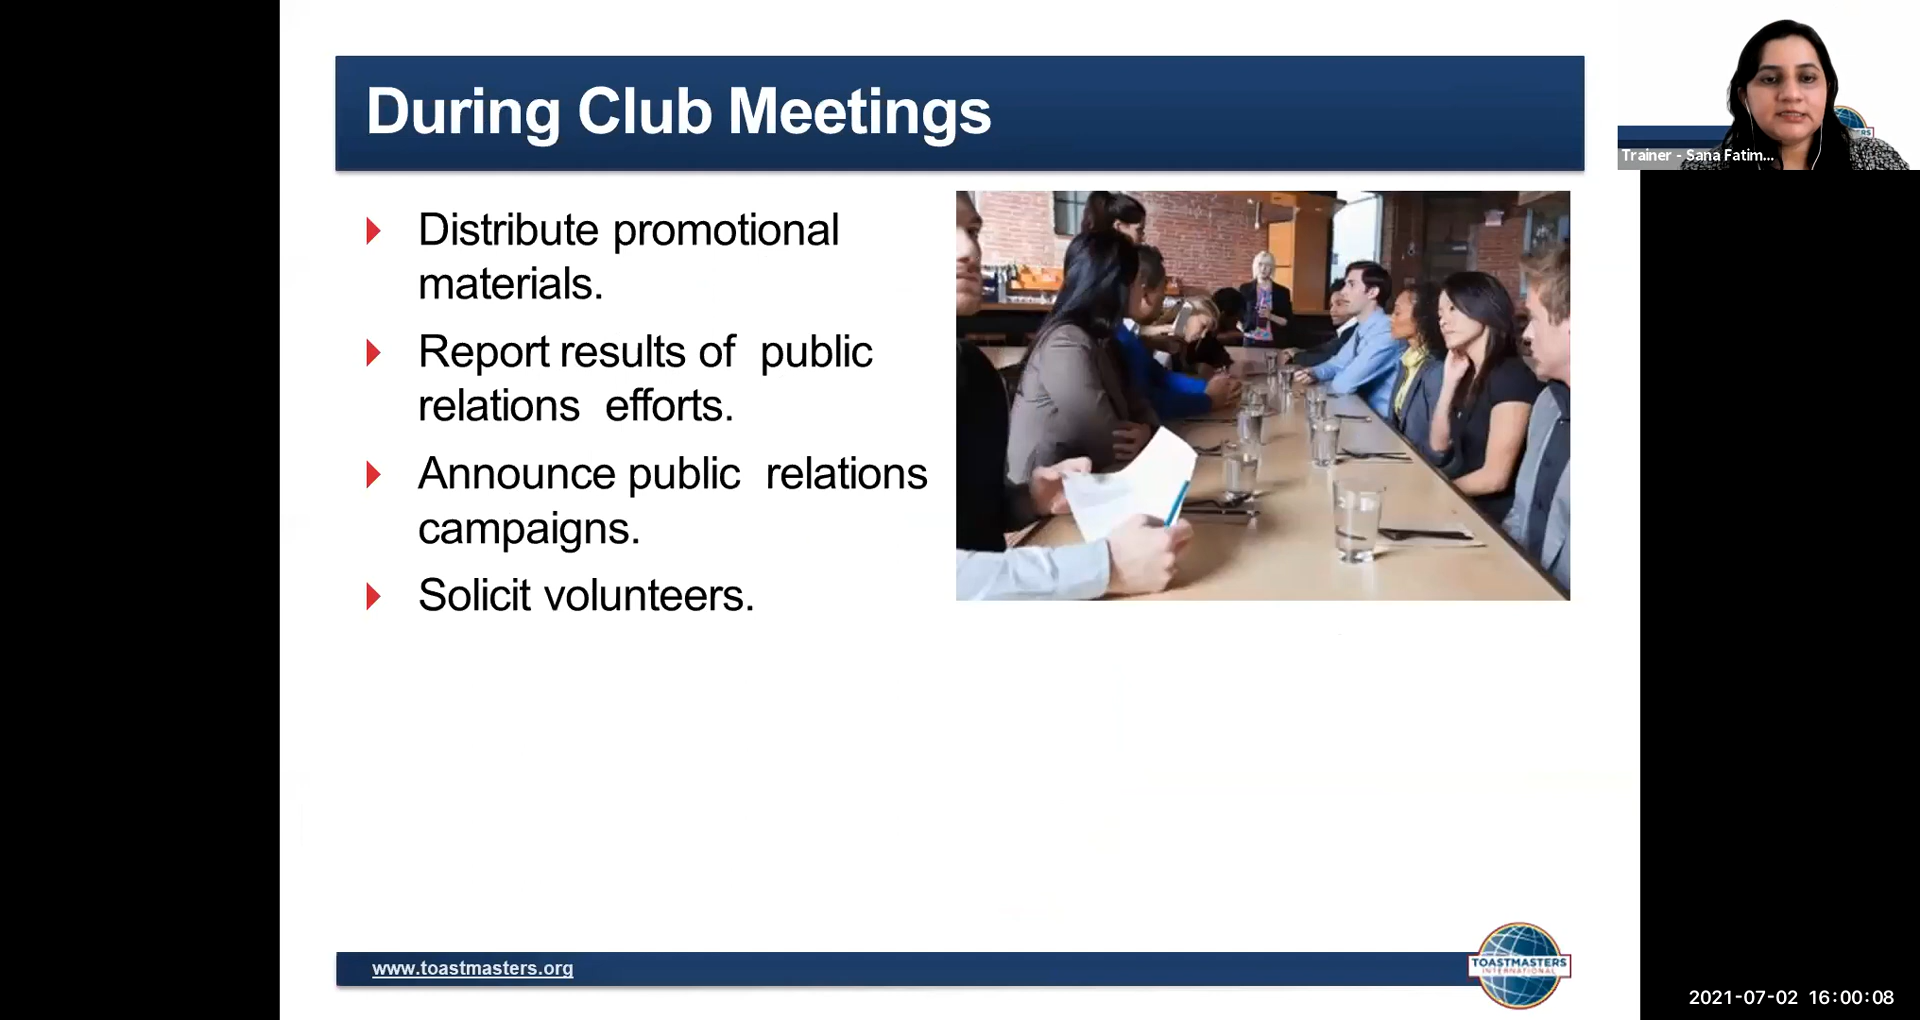 During Club Meetings
Trainer - Sana Fatim...
Distribute promotional
materials.
Report results of public
relations efforts.
Announce public relations
campaigns.
Solicit volunteers.
www.toastmasters.org
TOASTMASTERS
INTERNATIONAL
2021-07-02 16:00:08